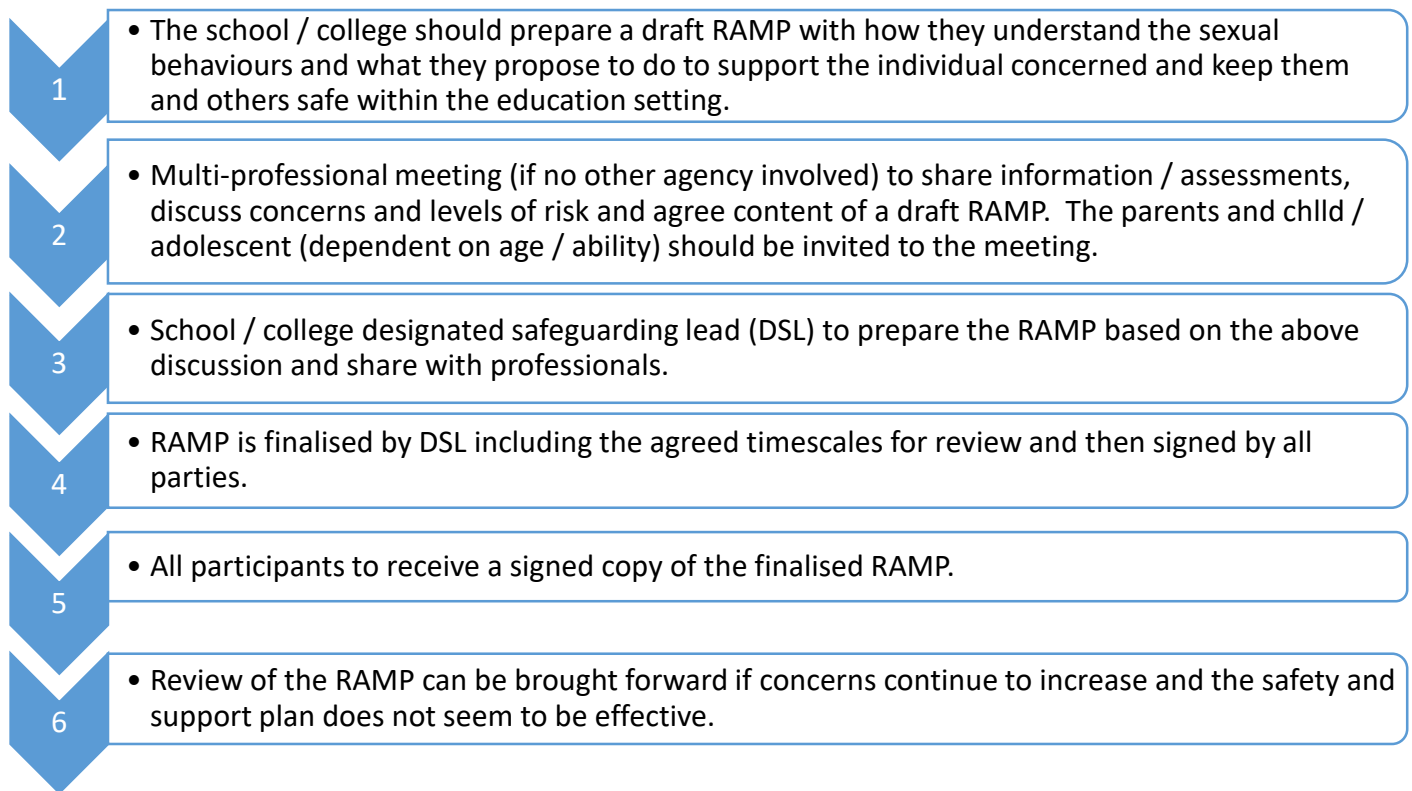 1
• The school / college should prepare a draft RAMP with how they understand the sexual
behaviours and what they propose to do to support the individual concerned and keep them
and others safe within the education setting.
2
• Multi-professional meeting (if no other agency involved) to share information / assessments,
discuss concerns and levels of risk and agree content of a draft RAMP.  The parents and chlld /
adolescent (dependent on age / ability) should be invited to the meeting.
3
• School / college designated safeguarding lead (DSL) to prepare the RAMP based on the above
discussion and share with professionals.
4
• RAMP is finalised by DSL including the agreed timescales for review and then signed by all
parties.
5
• All participants to receive a signed copy of the finalised RAMP.
6
• Review of the RAMP can be brought forward if concerns continue to increase and the safety and
support plan does not seem to be effective.